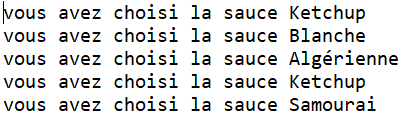 vous avez choisi la sauce Ketchup
vous avez choisi la sauce Blanche
vous avez choisi la sauce Algérienne
vous avez choisi la sauce Ketchup
vous avez choisi la sauce Samourai